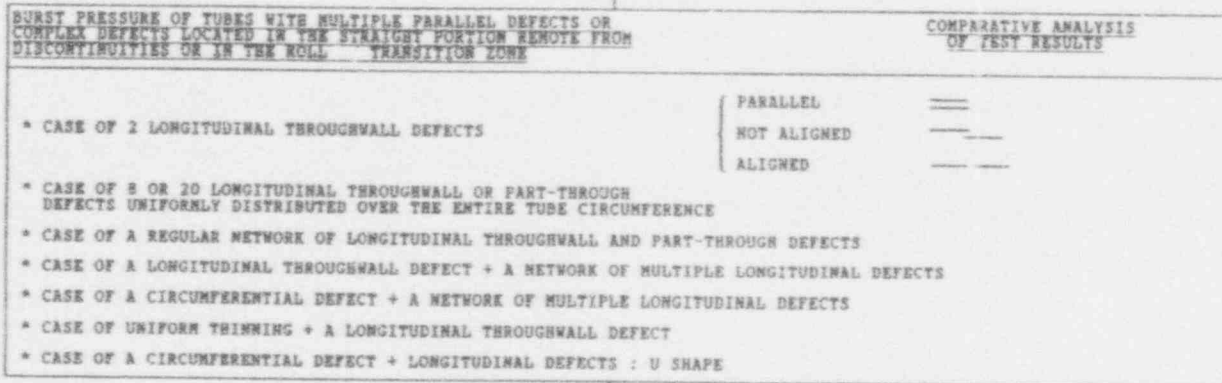 BURST PRESSURE OF TUBES WITH MULTIPLE PARALLEL DEFECTS OR
COMPLEX DEFECTS LOCATED IN THE STRAIGHT PORTION REMOTE FROM
DISCONTINUITIES OR IN THE ROLL TRANSITION ZONE
COMPARATIVE ANALYSIS
OF TEST RESULTS
* CASE OF 2 LONGITUDINAL THROUGHWALL DEFECTS
PARALLEL
NOT ALIGNED
ALIGNED
* CASE OF 8 OR 20 LONGITUDINAL THROUGHWALL OR PART-THROUGH
DEFECTS UNIFORMLY DISTRIBUTED OVER THE ENTIRE TUBE CIRCUMFERENCE
* CASE OF A REGULAR NETWORK OF LONGITUDINAL THROUGHWALL AND PART-THROUGH DEFECTS
* CASE OF A LONGITUDINAL THROUGHWALL DEFECT + A NETWORK OF MULTIPLE LONGITUDINAL DEFECTS
* CASE OF A CIRCUMFERENTIAL DEFECT + A NETWORK OF MULTIPLE LONGITUDINAL DEFECTS
* CASE OF UNIFORM THINNING + A LONGITUDINAL THROUGHWALL DEFECT
* CASE OF A CIRCUMFERENTIAL DEFECT + LONGITUDINAL DEFECTS : U SHAPE